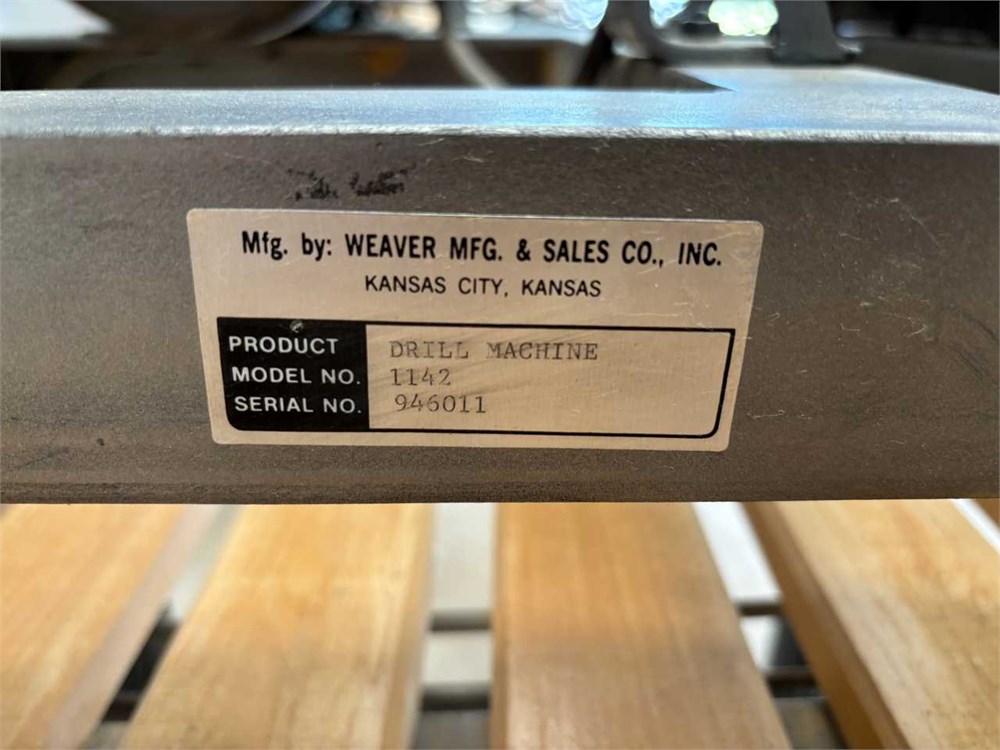 Mfg. by: WEAVER MFG. & SALES CO., INC.
KANSAS CITY, KANSAS
PRODUCT DRILL MACHINE
MODEL NO. 1142
SERIAL NO. 946011